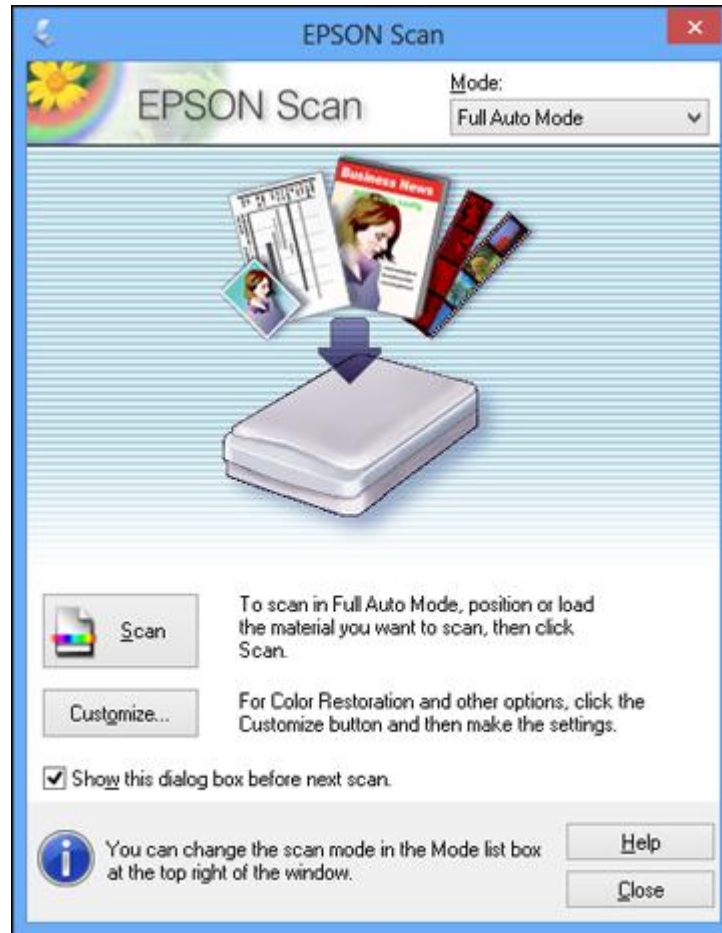 EPSON Scan
EPSON Scan
Mode:
Full Auto Mode
Business News
Scan
To scan in Full Auto Mode, position or load
the material you want to scan, then click
Scan.
Customize...
For Color Restoration and other options, click the
Customize button and then make the settings.
Show this dialog box before next scan.
You can change the scan mode in the Mode list box
at the top right of the window.
Help
Close